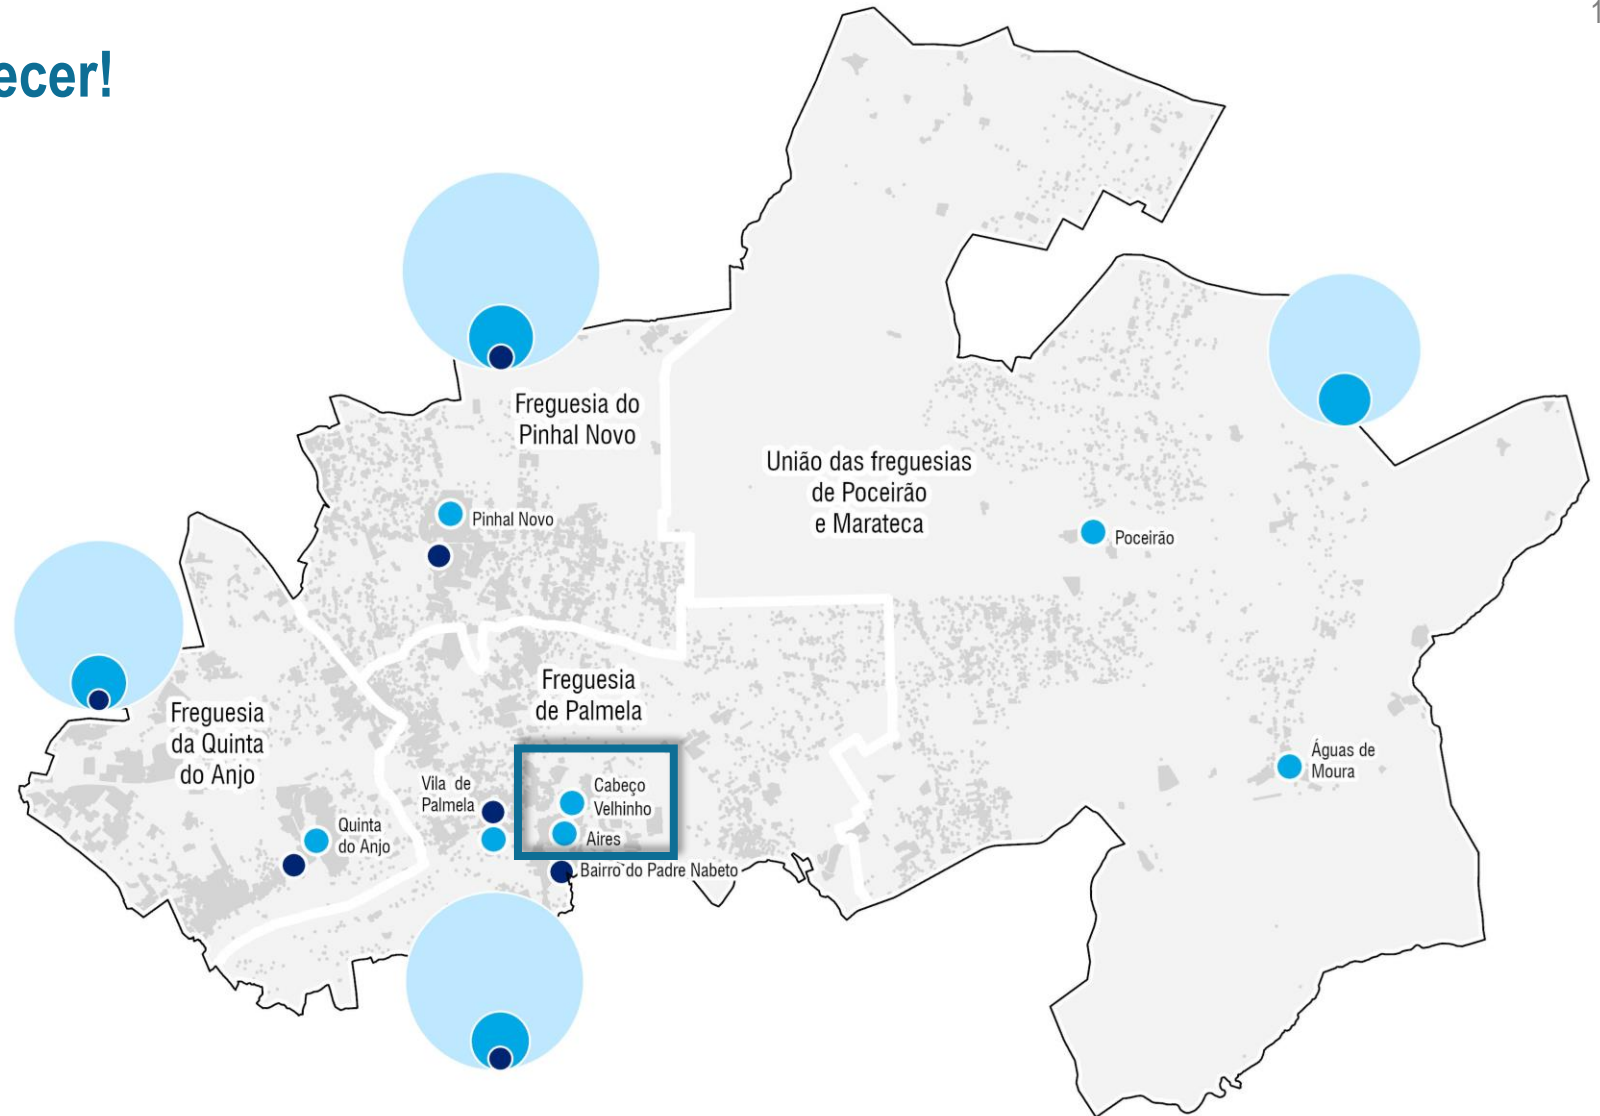 1
ecer!
Freguesia do
Pinhal Novo
União das freguesias
de Poceirão
e Marateca
Pinhal Novo
Poceirão
Freguesia
de Palmela
Freguesia
da Quinta
do Anjo
Águas de
Moura
Vila de
Palmela
Cabeço
Velhinho
Quinta
do Anjo
Aires
Bairro do Padre Nabeto